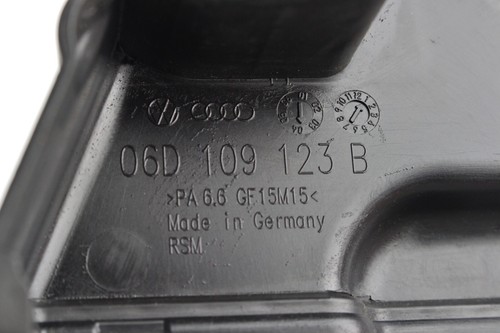 06D 109 123 B
>PA 6.6 GF15M15<
Made in Germany
RSM